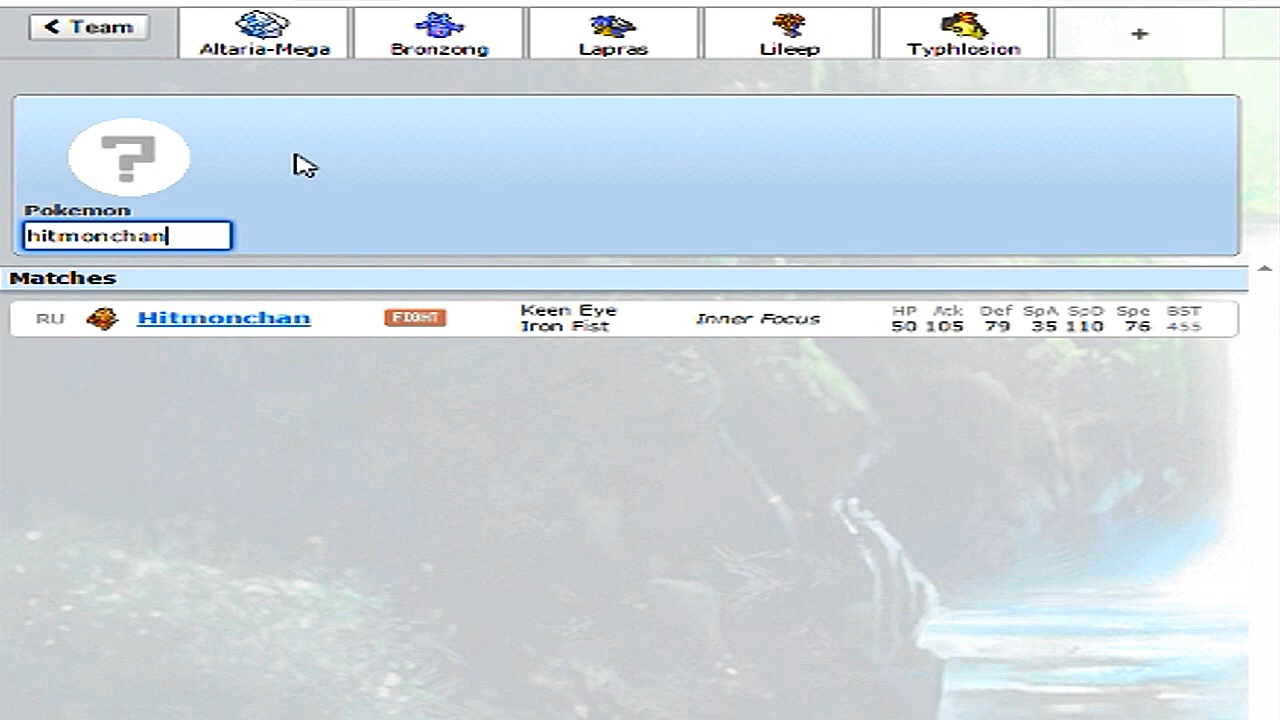 Team
Altaria-Mega
Bronzong
Lapras
Lileep
Typhlosion
+
?
Pokemon
hitmonchan
Matches
RU Hitmonchan FIGHT Keen Eye Iron Fist Inner Focus HP 50 Atk 105 Def 79 SpA 35 SpD 110 Spe 76 BST 455